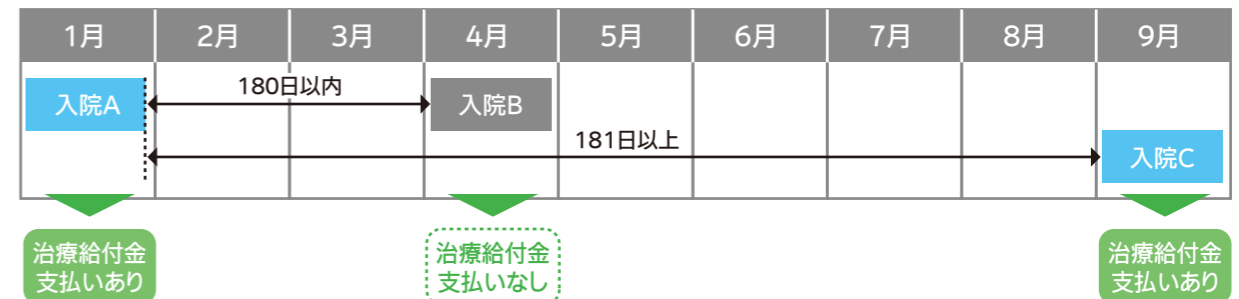 1月 2月 3月 4月 5月 6月 7月 8月 9月
入院A 180日以内 入院B
181日以上 入院C
治療給付金
支払いあり
治療給付金
支払いなし
治療給付金
支払いあり